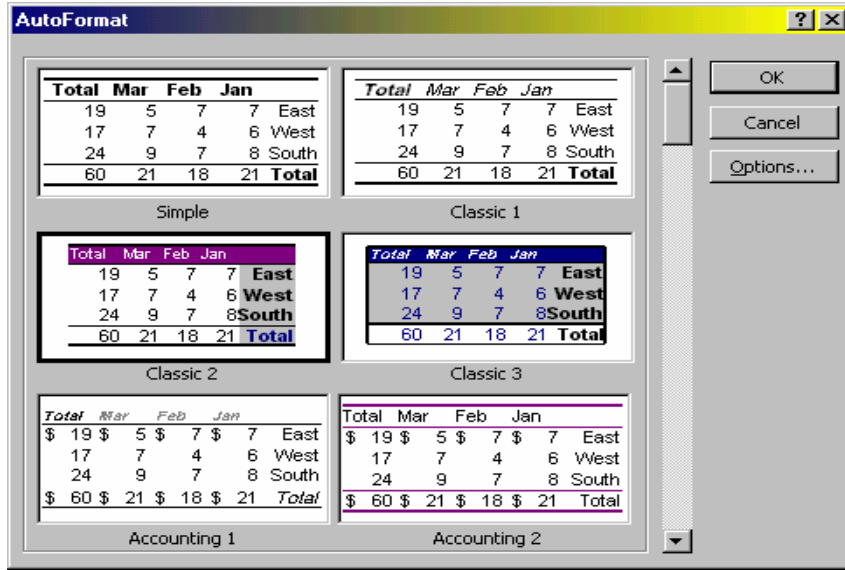 AutoFormat
Total Mar Feb Jan
19 5 7 7 East
17 7 4 6 West
24 9 7 8 South
60 21 18 21 Total
Simple
Total Mar Feb Jan
19 5 7 7 East
17 7 4 6 West
24 9 7 8 South
60 21 18 21 Total
Classic 1
Total Mar Feb Jan
19 5 7 7 East
17 7 4 6 West
24 9 7 8South
60 21 18 21 Total
Classic 2
Total Mar Feb Jan
19 5 7 7 East
17 7 4 6 West
24 9 7 8South
60 21 18 21 Total
Classic 3
Total Mar Feb Jan
$ 19 $ 5 $ 7 $ 7 East
17 7 4 6 West
24 9 7 8 South
$ 60 $ 21 $ 18 $ 21 Total
Accounting 1
Total Mar Feb Jan
$ 19 $ 5 $ 7 $ 7 East
17 7 4 6 West
24 9 7 8 South
$ 60 $ 21 $ 18 $ 21 Total
Accounting 2
OK
Cancel
Options...